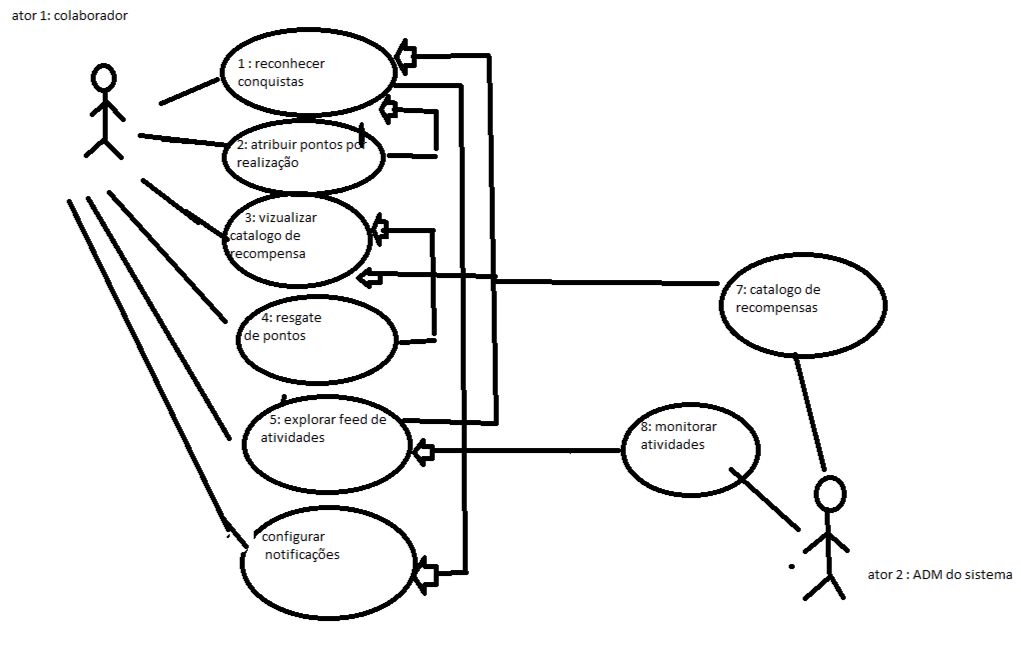 ator 1: colaborador
1 : reconhecer
conquistas
2: atribuir pontos por
realização
3: vizualizar
catalogo de
recompensa
4: resgate
de pontos
5: explorar feed de
atividades
configurar
notificações
7: catalogo de
recompensas
8: monitorar
atividades
ator 2 : ADM do sistema